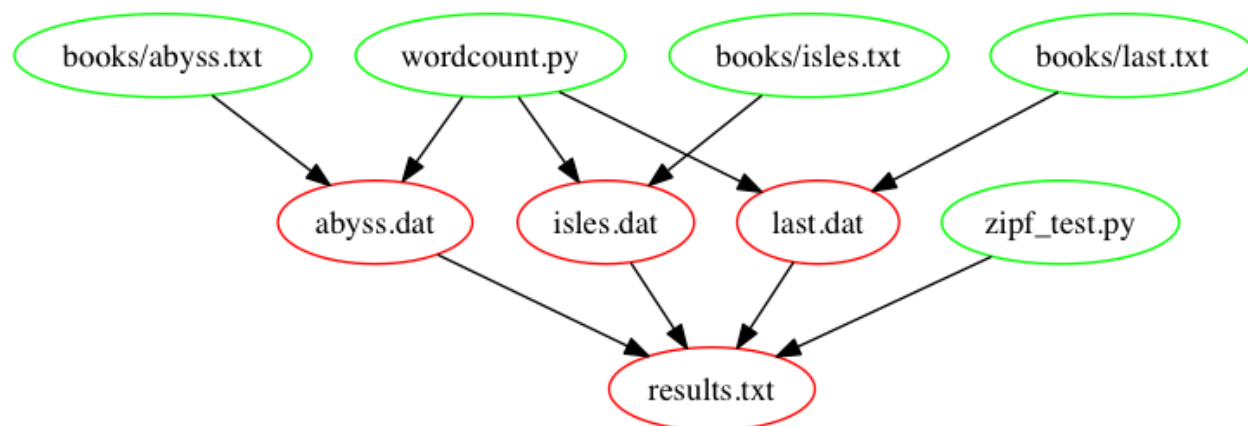 books/abyss.txt
wordcount.py
books/isles.txt
books/last.txt
abyss.dat
isles.dat
last.dat
zipf_test.py
results.txt